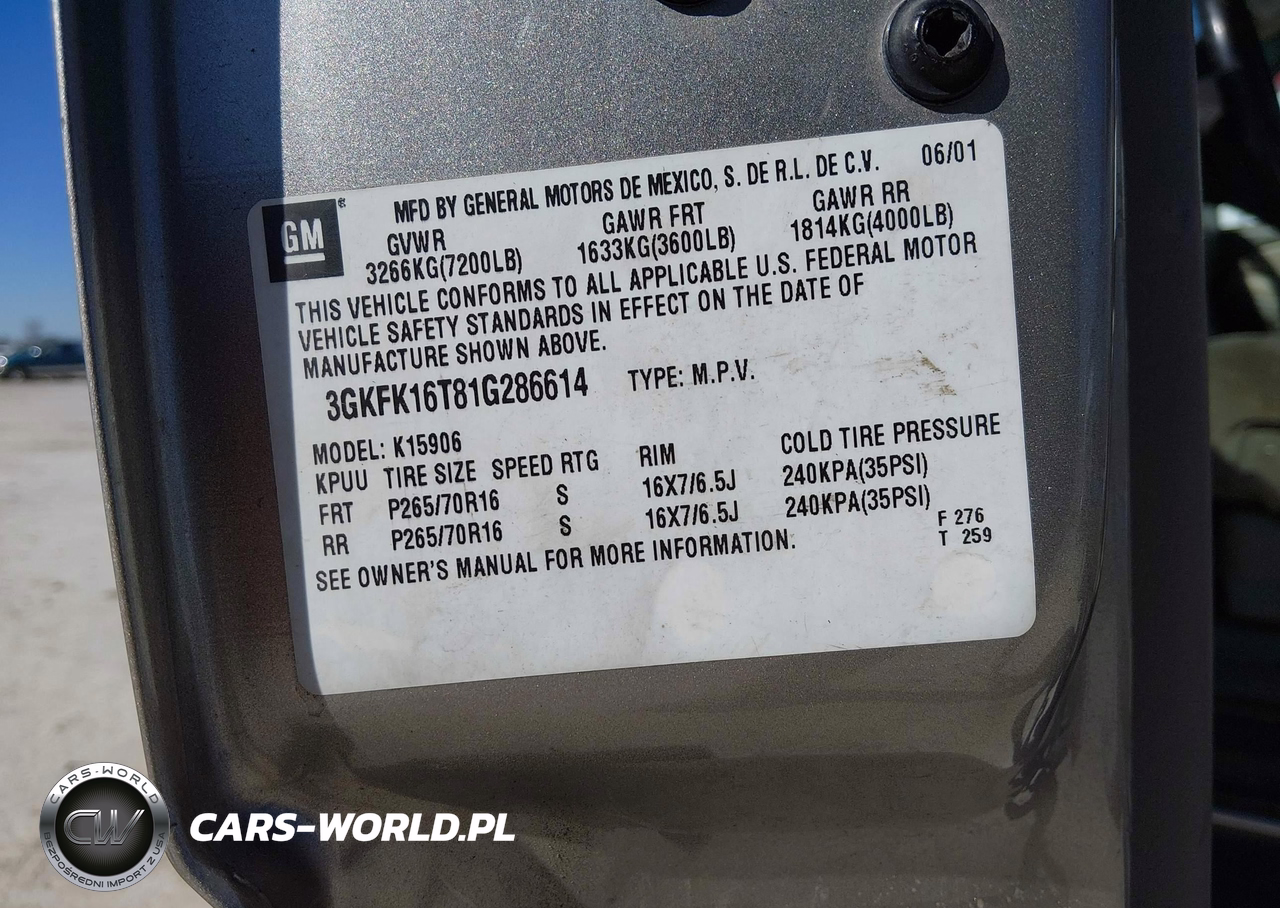 MFD BY GENERAL MOTORS DE MEXICO, S. DE R.L. DE C.V. 06/01
GM®
GVWR GAWR FRT GAWR RR
3266KG(7200LB) 1633KG(3600LB) 1814KG(4000LB)
THIS VEHICLE CONFORMS TO ALL APPLICABLE U.S. FEDERAL MOTOR
VEHICLE SAFETY STANDARDS IN EFFECT ON THE DATE OF
MANUFACTURE SHOWN ABOVE.
3GKFK16T81G286614 TYPE: M.P.V.
MODEL: K15906
KPUU TIRE SIZE SPEED RTG RIM COLD TIRE PRESSURE
FRT P265/70R16 S 16X7/6.5J 240KPA(35PSI)
RR P265/70R16 S 16X7/6.5J 240KPA(35PSI)
F 276
T 259
SEE OWNER'S MANUAL FOR MORE INFORMATION.
CARS-WORLD
CW
BEZPOŚREDNI IMPORT Z USA
CARS-WORLD.PL